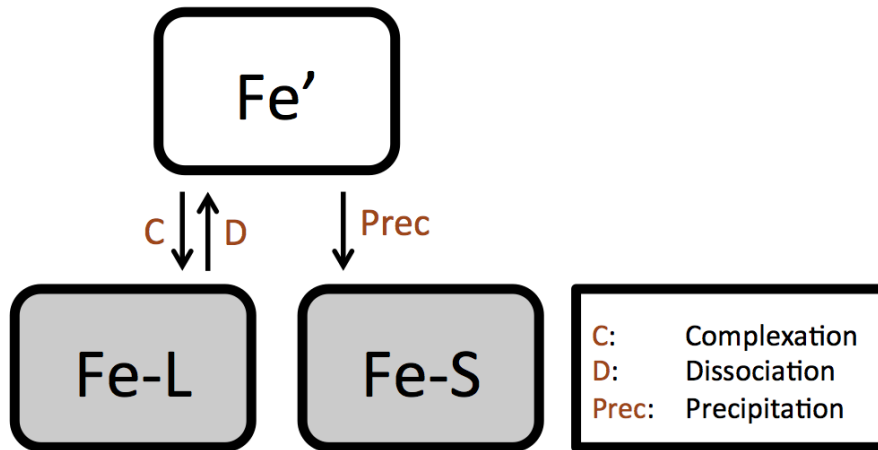 Fe’
C D Prec
Fe-L Fe-S
C: Complexation
D: Dissociation
Prec: Precipitation